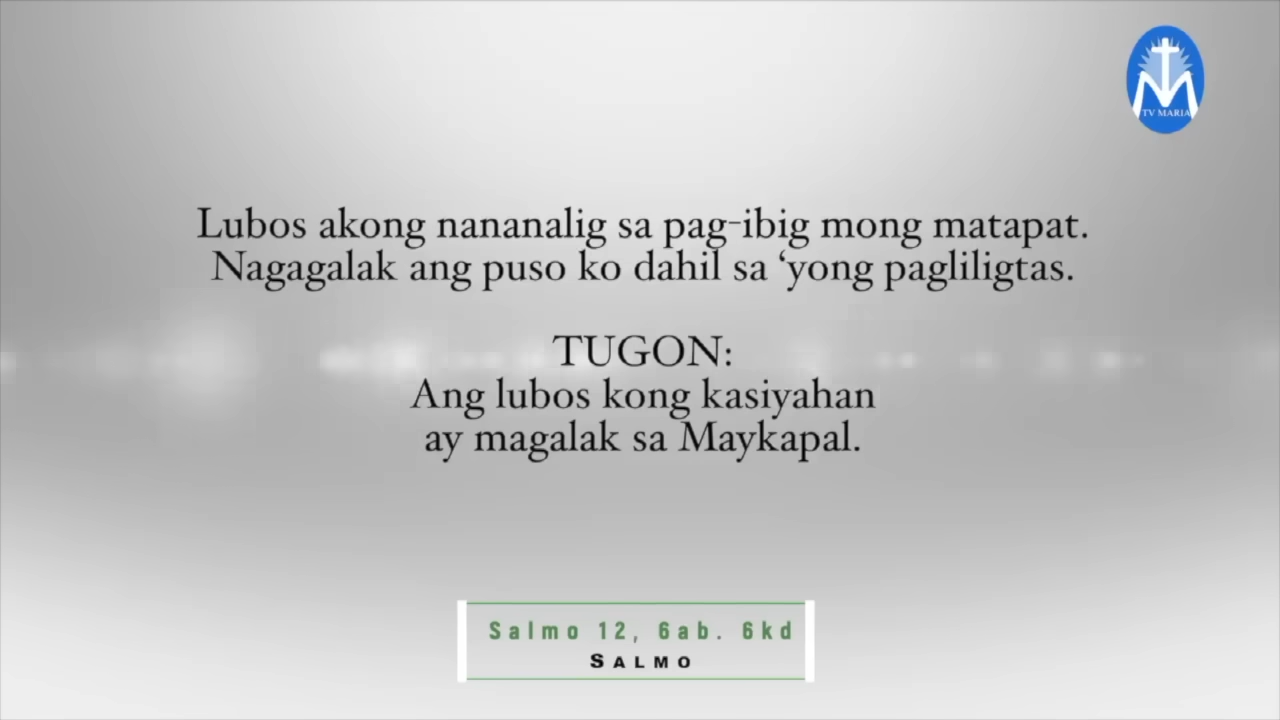 TV MARIA
Lubos akong nananalig sa pag-ibig mong matapat.
Nagagalak ang puso ko dahil sa ‘yong pagliligtas.
TUGON:
Ang lubos kong kasiyahan
ay magalak sa Maykapal.
Salmo 12, 6ab. 6kd
SALMO